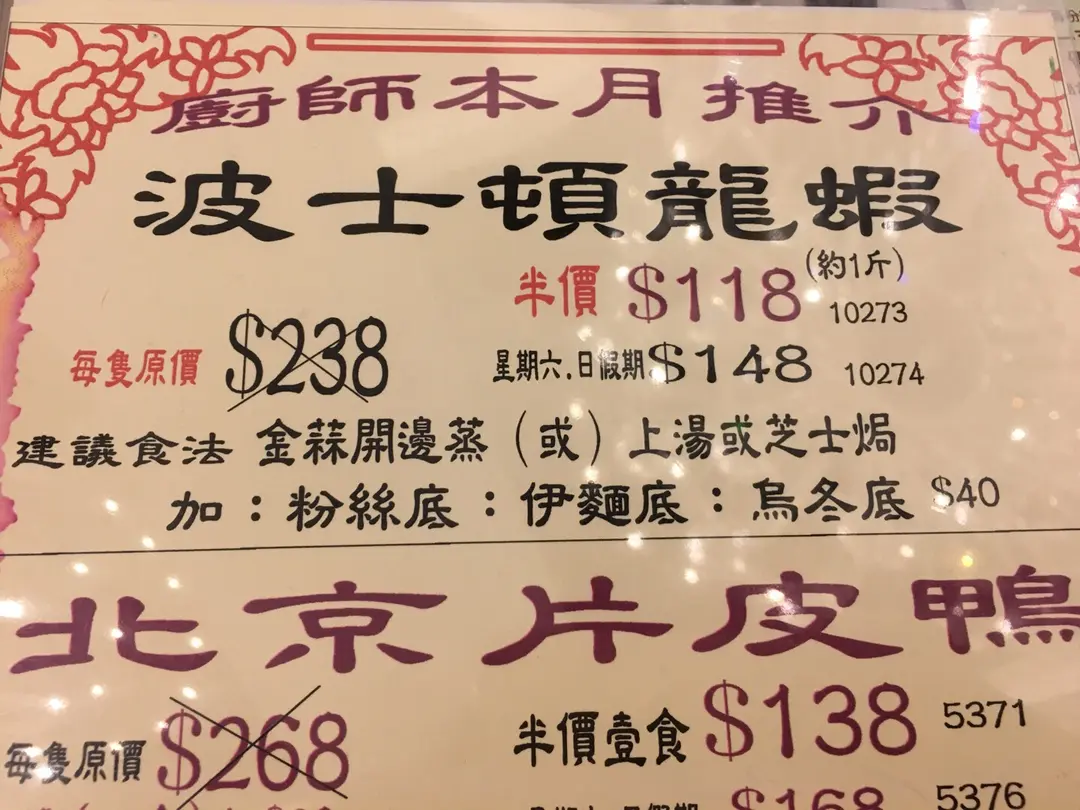 廚師本月推介
波士頓龍蝦
半價 $118 (約1斤) 10273
每隻原價 $238
星期六.日假期 $148 10274
建議食法 金蒜開邊蒸（或）上湯或芝士焗
加：粉絲底：伊麵底：烏冬底 $40
北京片皮鴨
每隻原價 $268
半價壹食 $138 5371
$168 5376